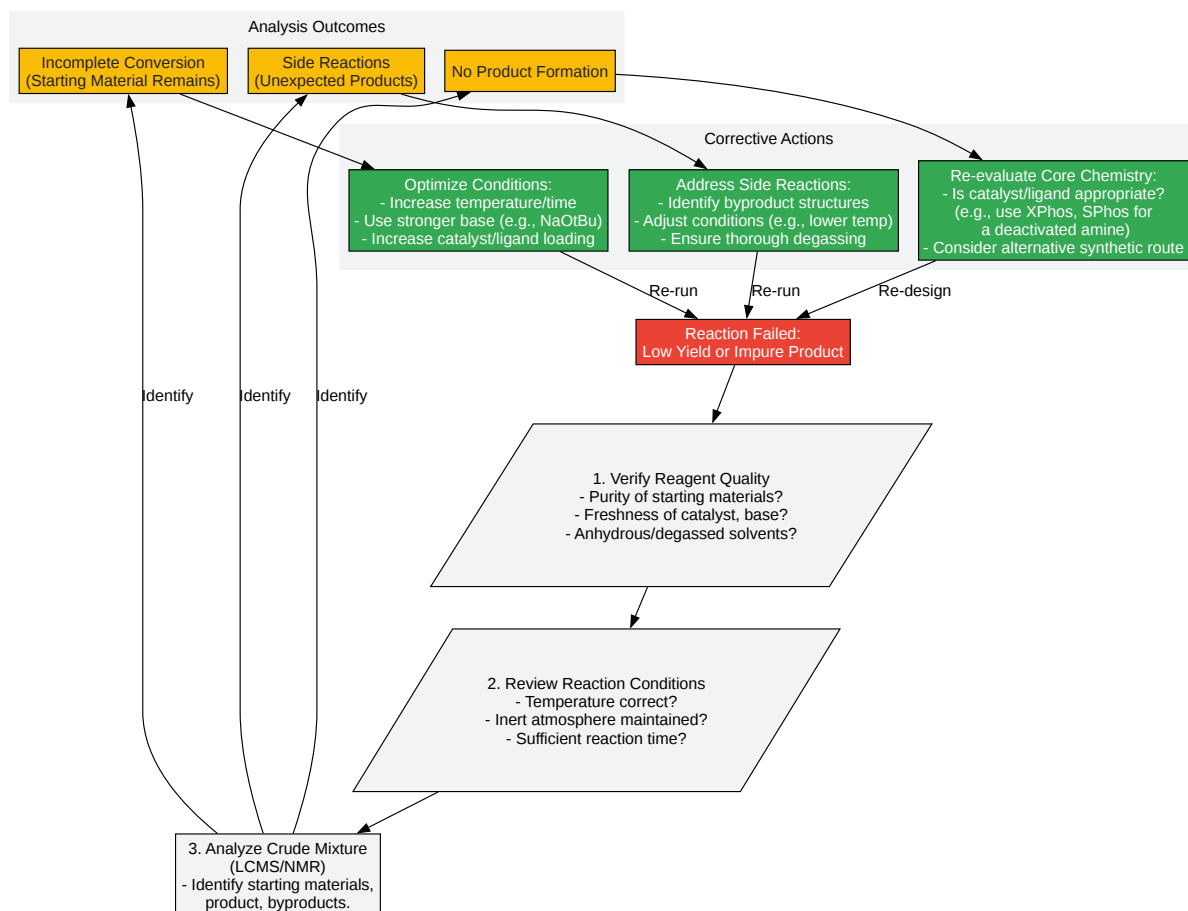 Analysis Outcomes
Incomplete Conversion
(Starting Material Remains)
Side Reactions
(Unexpected Products)
No Product Formation
Corrective Actions
Optimize Conditions:
- Increase temperature/time
- Use stronger base (e.g., NaOtBu)
- Increase catalyst/ligand loading
Address Side Reactions:
- Identify byproduct structures
- Adjust conditions (e.g., lower temp)
- Ensure thorough degassing
Re-evaluate Core Chemistry:
- Is catalyst/ligand appropriate?
(e.g., use XPhos, SPhos for
a deactivated amine)
- Consider alternative synthetic route
Re-run
Re-run
Re-design
Reaction Failed:
Low Yield or Impure Product
Identify
Identify
Identify
1. Verify Reagent Quality
- Purity of starting materials?
- Freshness of catalyst, base?
- Anhydrous/degassed solvents?
2. Review Reaction Conditions
- Temperature correct?
- Inert atmosphere maintained?
- Sufficient reaction time?
3. Analyze Crude Mixture
(LCMS/NMR)
- Identify starting materials,
product, byproducts.